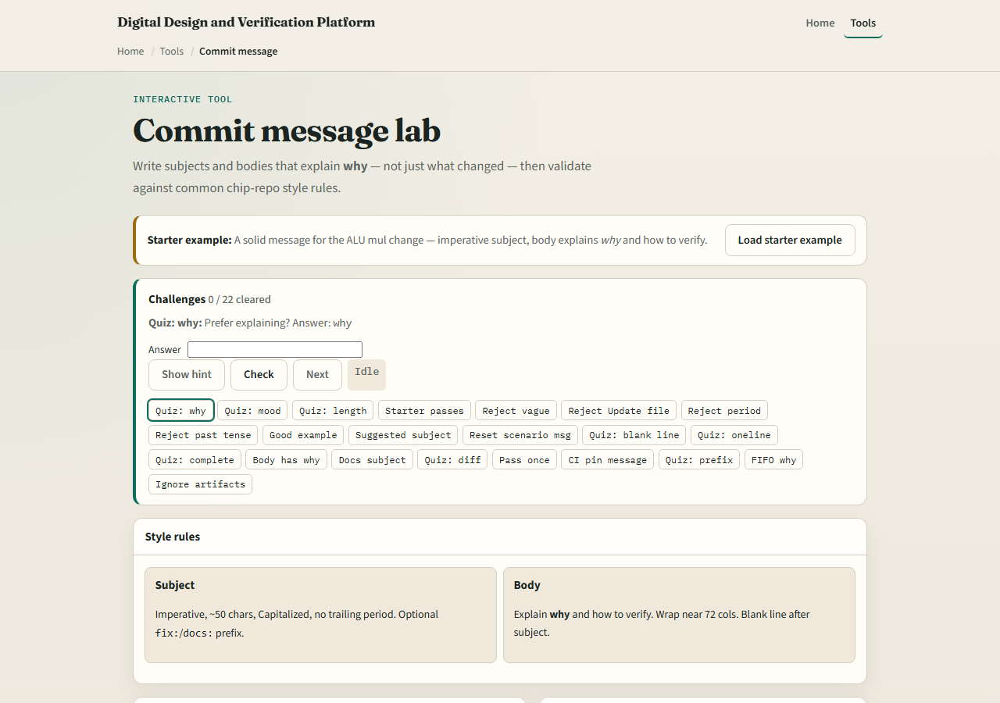 Digital Design and Verification Platform
Home Tools
Home / Tools / Commit message
INTERACTIVE TOOL
Commit message lab
Write subjects and bodies that explain why — not just what changed — then validate
against common chip-repo style rules.
Starter example: A solid message for the ALU mul change — imperative subject, body explains why and how to verify.
Load starter example
Challenges 0 / 22 cleared
Quiz: why: Prefer explaining? Answer: why
Answer
Show hint Check Next Idle
Quiz: why Quiz: mood Quiz: length Starter passes Reject vague Reject Update file Reject period
Reject past tense Good example Suggested subject Reset scenario msg Quiz: blank line Quiz: oneline
Quiz: complete Body has why Docs subject Quiz: diff Pass once CI pin message Quiz: prefix FIFO why
Ignore artifacts
Style rules
Subject
Imperative, ~50 chars, Capitalized, no trailing period. Optional
fix:/docs: prefix.
Body
Explain why and how to verify. Wrap near 72 cols. Blank line after
subject.